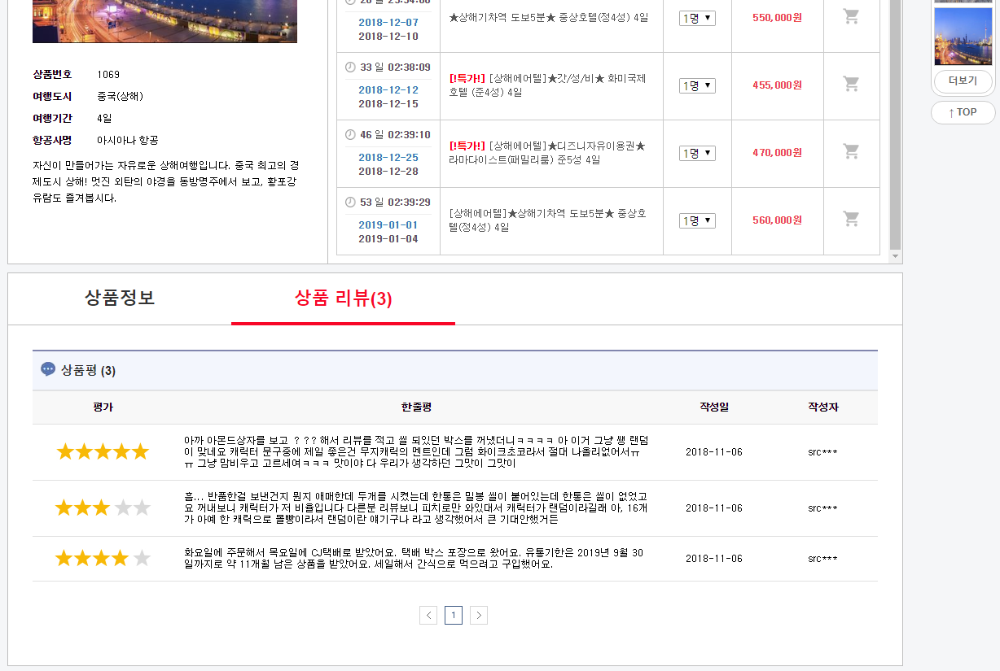 상품번호 1069
여행도시 중국(상해)
여행기간 4일
항공사명 아시아나 항공
자신이 만들어가는 자유로운 상해여행입니다. 중국 최고의 경
제도시 상해! 멋진 외탄의 야경을 동방명주에서 보고, 황포강
유람도 즐겨봅시다.
2018-12-07
2018-12-10
★상해기차역 도보5분★ 중상호텔(정4성) 4일
1명
550,000원
33 일 02:38:09
2018-12-12
2018-12-15
[!특가!] [상해에어텔]★갓/성/비★ 화미국제
호텔 (준4성) 4일
1명
455,000원
46 일 02:39:10
2018-12-25
2018-12-28
[!특가!] [상해에어텔]★디즈니자유이용권★
라마다이스트(패밀리룸) 준5성 4일
1명
470,000원
53 일 02:39:29
2019-01-01
2019-01-04
[상해에어텔]★상해기차역 도보5분★ 중상호
텔(정4성) 4일
1명
560,000원
더보기
↑ TOP
상품정보
상품 리뷰(3)
상품평 (3)
평가 한줄평 작성일 작성자
아까 아몬드상자를 보고 ? ? ? 해서 리뷰를 적고 씰 되있던 박스를 꺼냈더니ㅋㅋㅋㅋ 아 이거 그냥 쌩 랜덤
이 맞네요 캐릭터 문구중에 제일 좋은건 무지캐릭의 멘트인데 그럼 화이크초코라서 절대 나올리없어서ㅠ
ㅠ 그냥 맘비우고 고르세여ㅋㅋㅋ 맛이야 다 우리가 생각하던 그맛이 그맛이
2018-11-06
src***
흠... 반품한걸 보낸건지 뭔지 애매한데 두개를 시켰는데 한통은 밀봉 씰이 붙어있는데 한통은 씰이 없었고
요 꺼내보니 캐릭터가 저 비율입니다 다른분 리뷰보니 피치로만 와있대서 캐릭터가 랜덤이라길래 아, 16개
가 아예 한 캐릭으로 몰빵이라서 랜덤이란 얘기구나 라고 생각했어서 큰 기대안했거든
2018-11-06
src***
화요일에 주문해서 목요일에 CJ택배로 받았어요. 택배 박스 포장으로 왔어요. 유통기한은 2019년 9월 30
일까지로 약 11개월 남은 상품을 받았어요. 세일해서 간식으로 먹으려고 구입했어요.
2018-11-06
src***
1